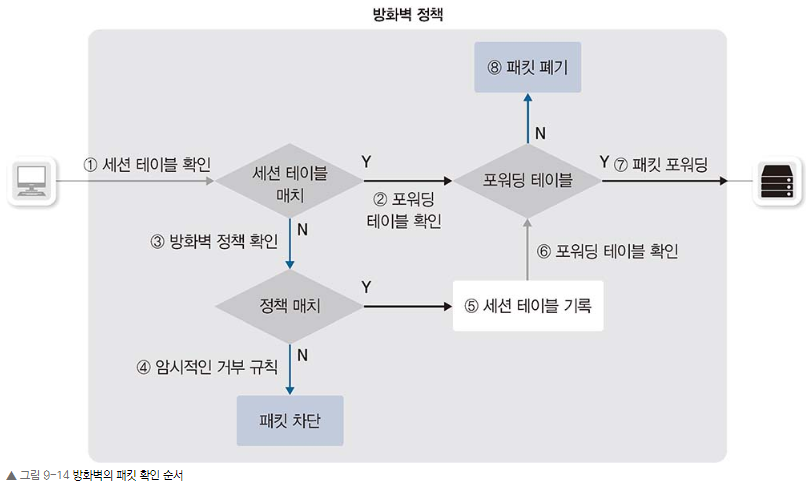 방화벽 정책
⑧ 패킷 폐기
N
① 세션 테이블 확인
세션 테이블
매치
Y
② 포워딩
테이블 확인
포워딩 테이블
Y
⑦ 패킷 포워딩
③ 방화벽 정책 확인
N
⑥ 포워딩 테이블 확인
정책 매치
Y
⑤ 세션 테이블 기록
④ 암시적인 거부 규칙
N
패킷 차단
▲ 그림 9-14 방화벽의 패킷 확인 순서